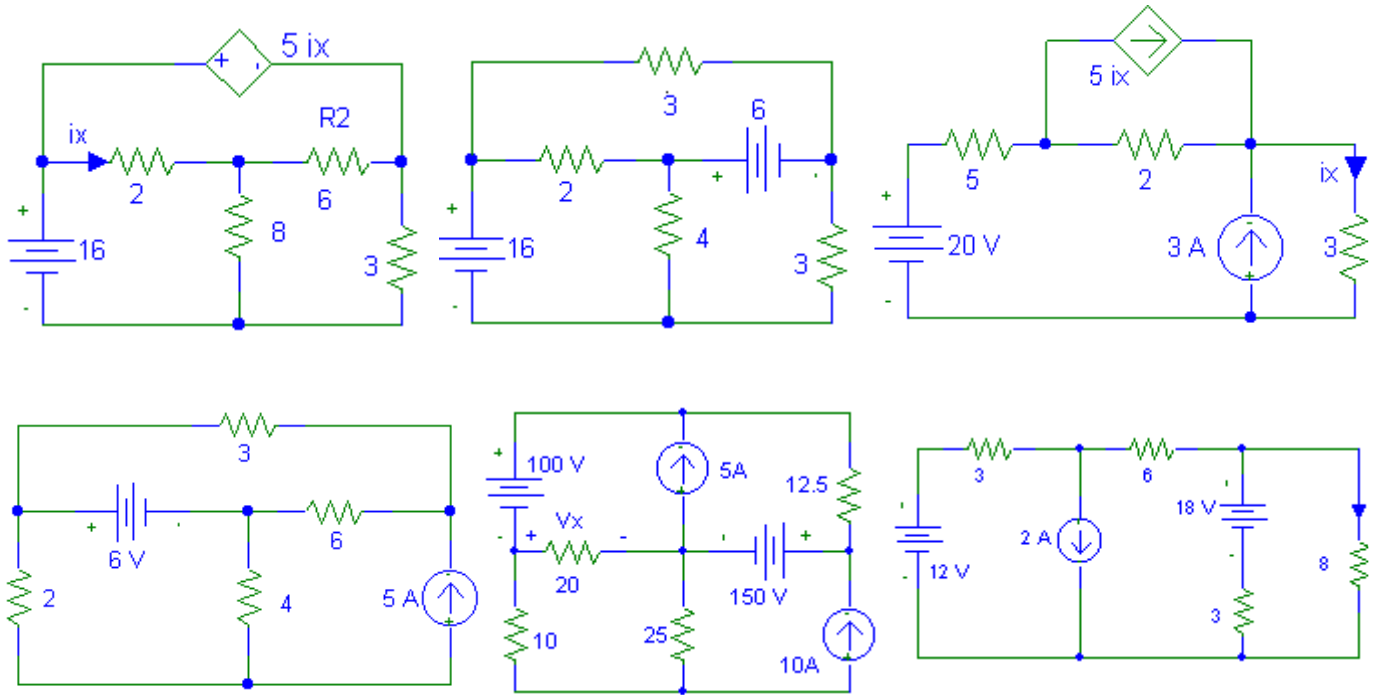 + - 5 ix
ix
2
R2
6
8
+
16
-
3
3
6
2
+ -
4
+
16
-
3
5 ix
5
2
ix
+
20 V
-
-
3 A
+
3
3
+ -
6 V
6
2
4
-
5 A
+
+
100 V
-
-
5A
+
12.5
+ Vx -
20
- +
150 V
10
25
-
10A
+
3
6
12 V
-
2 A
18 V
-
3
8